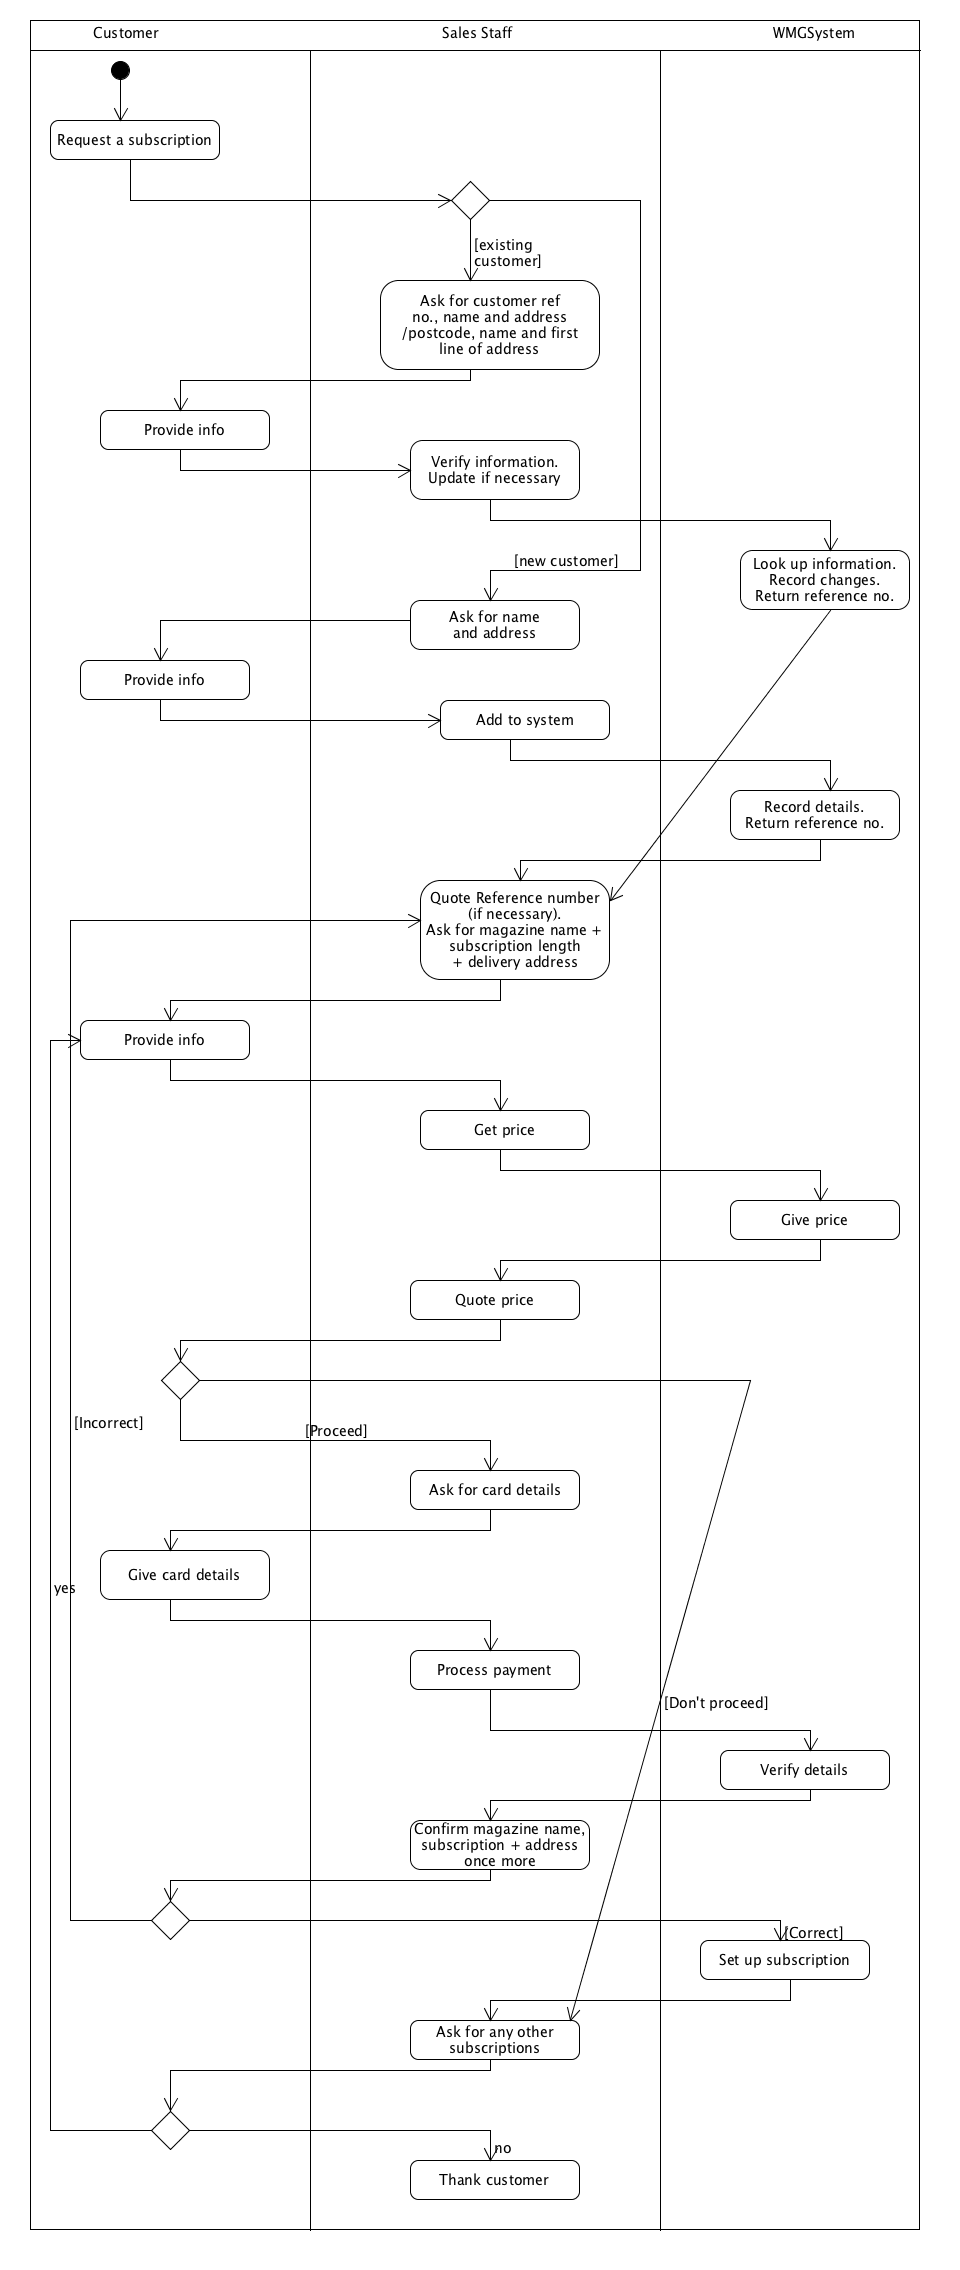 Customer
Sales Staff
WMGSystem
Request a subscription
[existing
customer]
Ask for customer ref
no., name and address
/postcode, name and first
line of address
Provide info
Verify information.
Update if necessary
[new customer]
Look up information.
Record changes.
Return reference no.
Ask for name
and address
Provide info
Add to system
Record details.
Return reference no.
Quote Reference number
(if necessary).
Ask for magazine name +
subscription length
+ delivery address
Provide info
Get price
Give price
Quote price
[Incorrect]
[Proceed]
Ask for card details
Give card details
yes
Process payment
[Don't proceed]
Verify details
Confirm magazine name,
subscription + address
once more
[Correct]
Set up subscription
Ask for any other
subscriptions
no
Thank customer